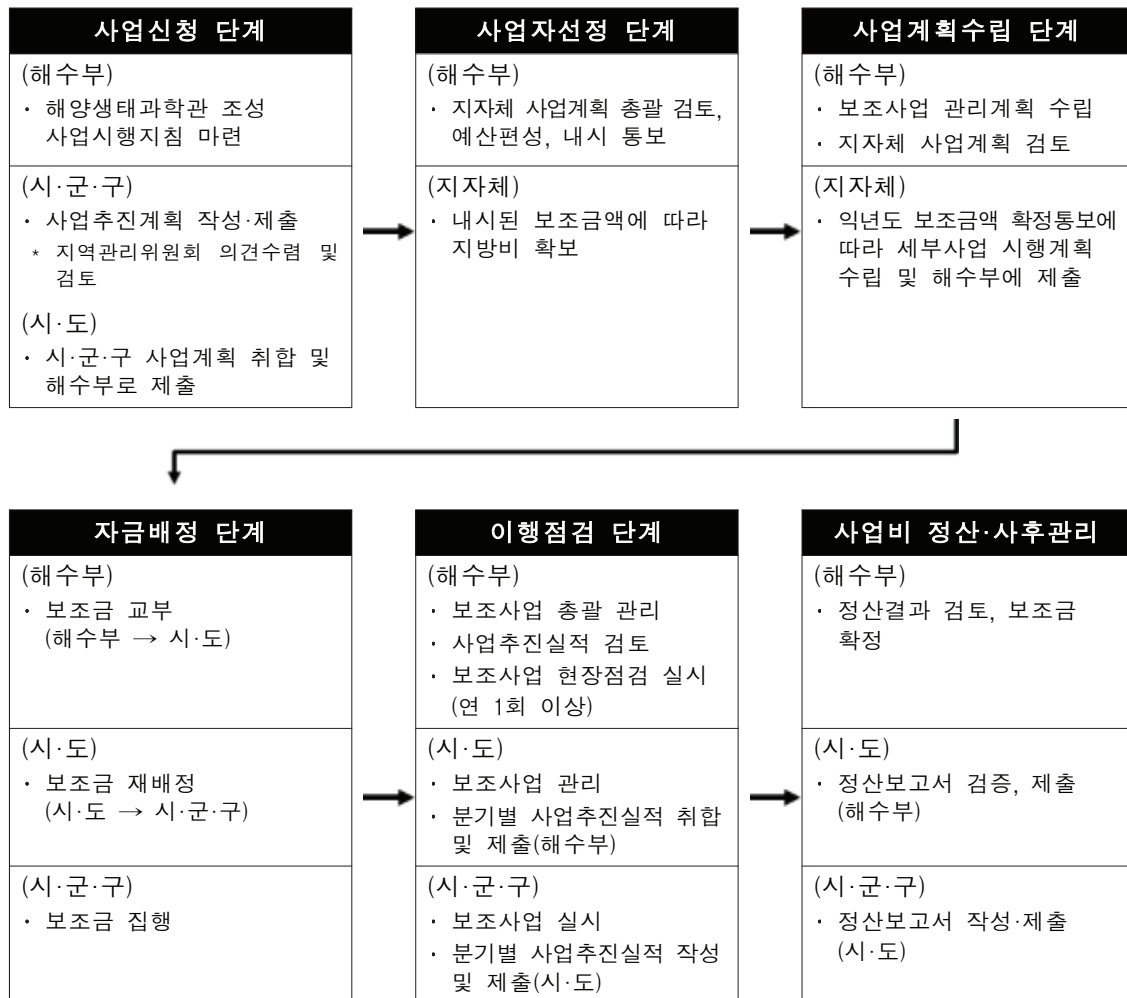 사업신청 단계
(해수부)
· 해양생태과학관 조성
사업시행지침 마련
(시·군·구)
· 사업추진계획 작성·제출
* 지역관리위원회 의견수렴 및
검토
(시·도)
· 시·군·구 사업계획 취합 및
해수부로 제출
사업자선정 단계
(해수부)
· 지자체 사업계획 총괄 검토,
예산편성, 내시 통보
(지자체)
· 내시된 보조금액에 따라
지방비 확보
사업계획수립 단계
(해수부)
· 보조사업 관리계획 수립
· 지자체 사업계획 검토
(지자체)
· 익년도 보조금액 확정통보에
따라 세부사업 시행계획
수립 및 해수부에 제출
자금배정 단계
(해수부)
· 보조금 교부
(해수부 → 시·도)
(시·도)
· 보조금 재배정
(시·도 → 시·군·구)
(시·군·구)
· 보조금 집행
이행점검 단계
(해수부)
· 보조사업 총괄 관리
· 사업추진실적 검토
· 보조사업 현장점검 실시
(연 1회 이상)
(시·도)
· 보조사업 관리
· 분기별 사업추진실적 취합
및 제출(해수부)
(시·군·구)
· 보조사업 실시
· 분기별 사업추진실적 작성
및 제출(시·도)
사업비 정산·사후관리
(해수부)
· 정산결과 검토, 보조금
확정
(시·도)
· 정산보고서 검증, 제출
(해수부)
(시·군·구)
· 정산보고서 작성·제출
(시·도)